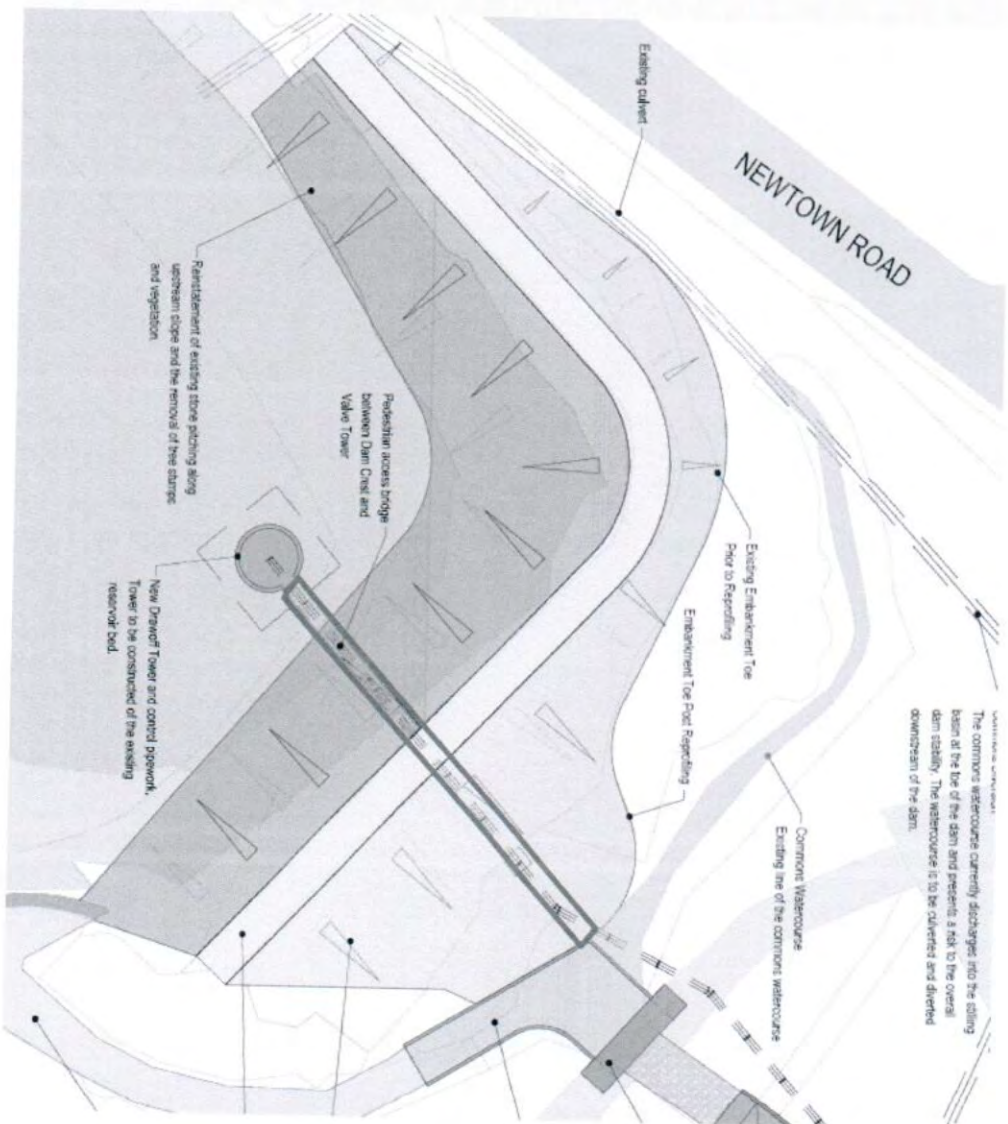 NEWTOWN ROAD
Existing culvert
The commons watercourse currently discharges into the stilling
basin at the toe of the dam and presents a risk to the overall
dam stability. The watercourse is to be culverted and diverted
downstream of the dam.
Commons Watercourse
Existing line of the commons watercourse
Existing Embankment Toe
Prior to Reprofiling
Embankment Toe Post Reprofiling
Pedestrian access bridge
between Dam Crest and
Valve Tower
Reinstatement of existing stone pitching along
upstream slope and the removal of tree stumps
and vegetation.
New Drawoff Tower and control pipework.
Tower to be constructed of the existing
reservoir bed.